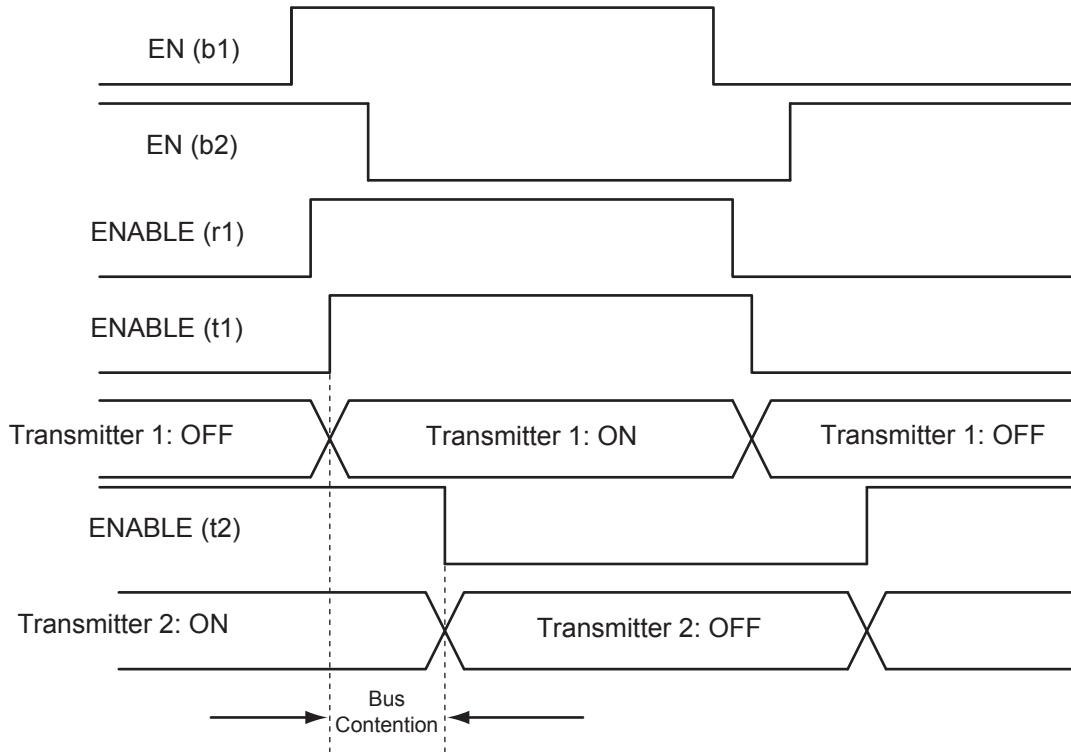 EN (b1)
EN (b2)
ENABLE (r1)
ENABLE (t1)
Transmitter 1: OFF
Transmitter 1: ON
Transmitter 1: OFF
ENABLE (t2)
Transmitter 2: ON
Transmitter 2: OFF
Bus
Contention